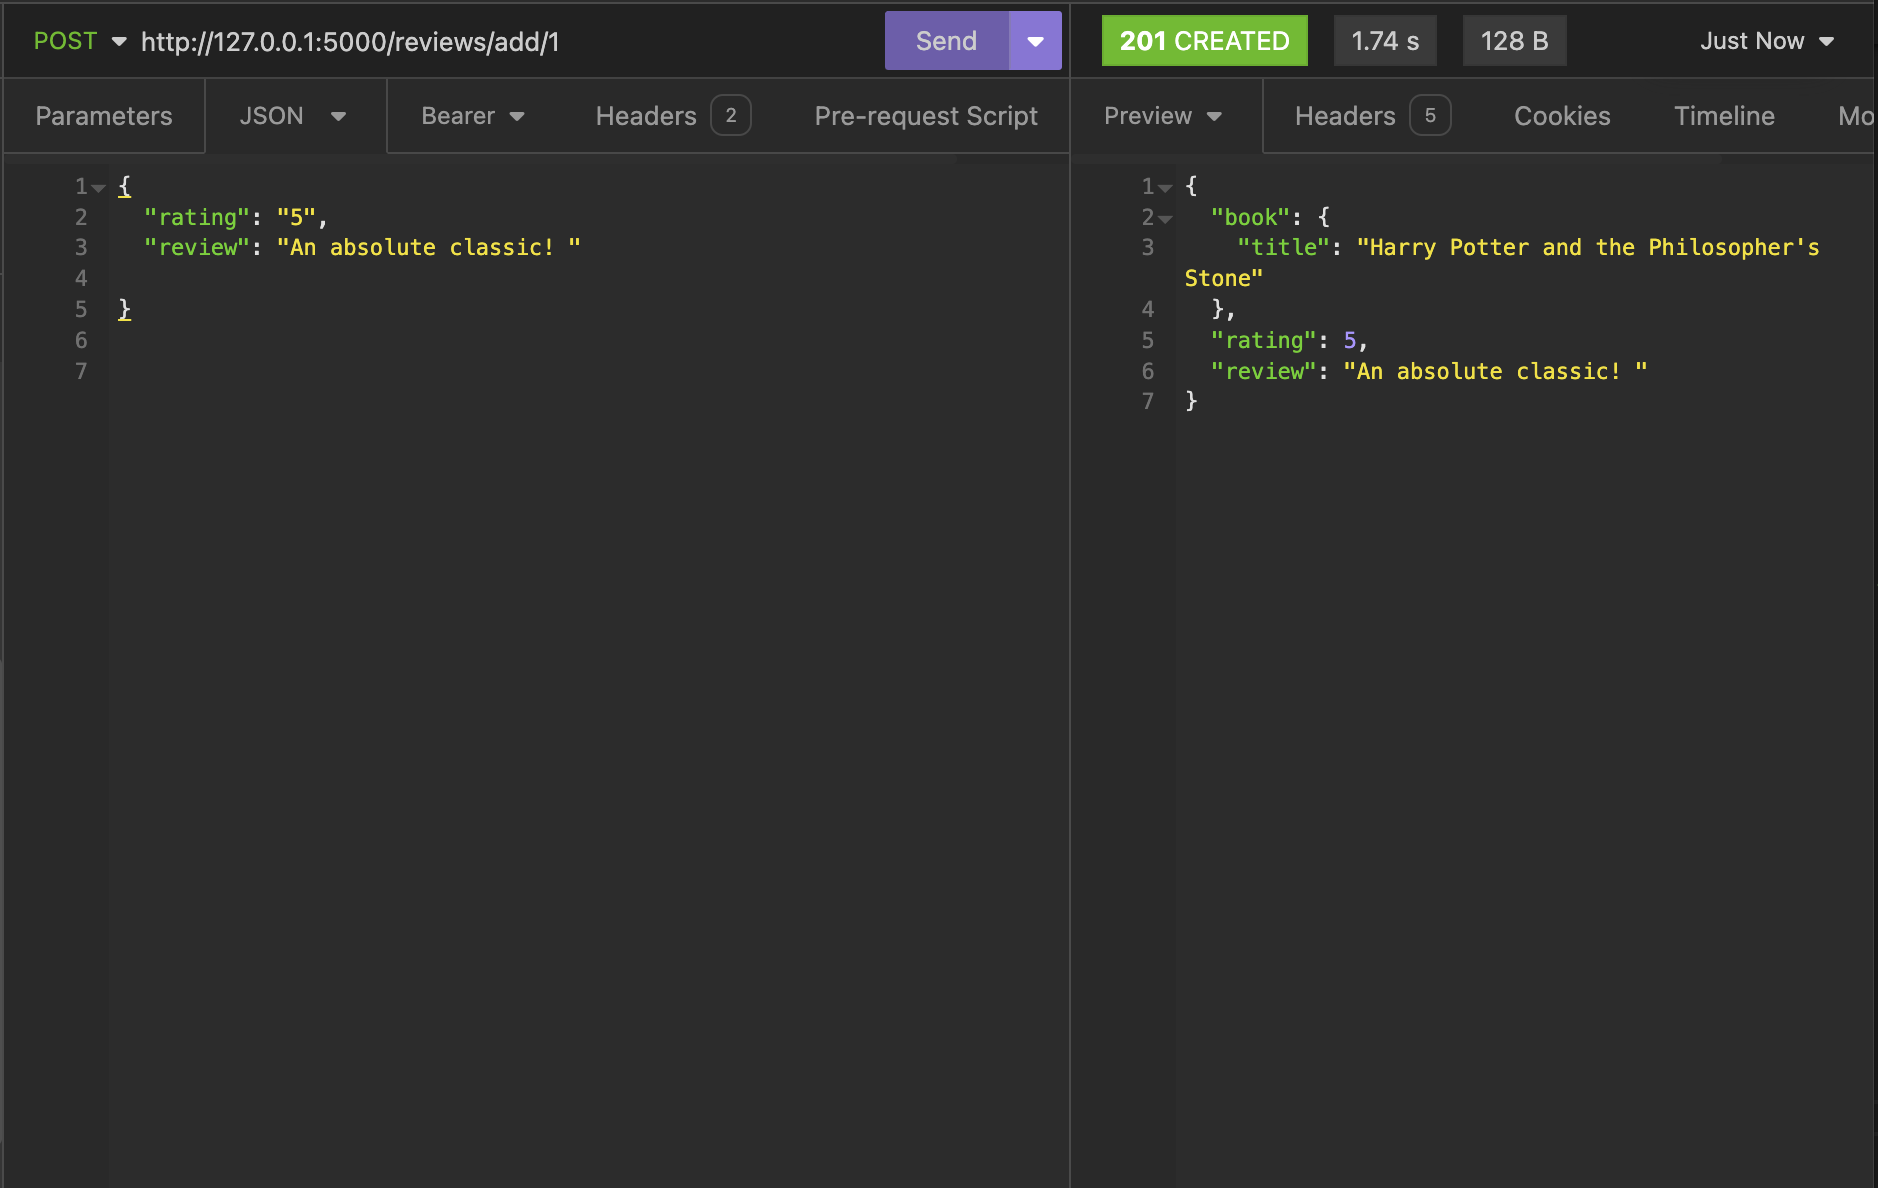 POST http://127.0.0.1:5000/reviews/add/1 Send
201 CREATED 1.74 s 128 B Just Now
Parameters JSON Bearer Headers 2 Pre-request Script
Preview Headers 5 Cookies Timeline Mo
1 {
2 "rating": "5",
3 "review": "An absolute classic! "
4
5 }
6
7
1 {
2 "book": {
3 "title": "Harry Potter and the Philosopher's
Stone"
4 },
5 "rating": 5,
6 "review": "An absolute classic! "
7 }